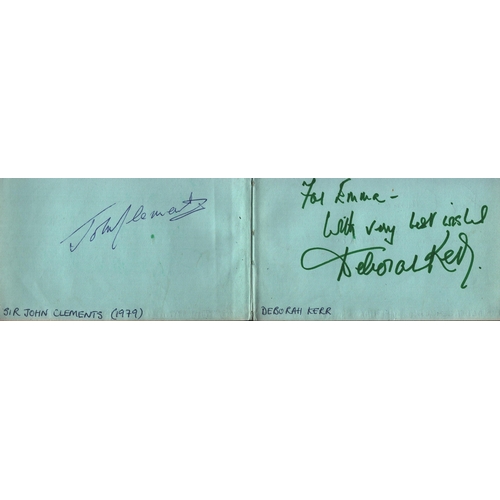 John Clements
SIR JOHN CLEMENTS (1979)
For Emma –
With very best wishes
Deborah Kerr.
DEBORAH KERR